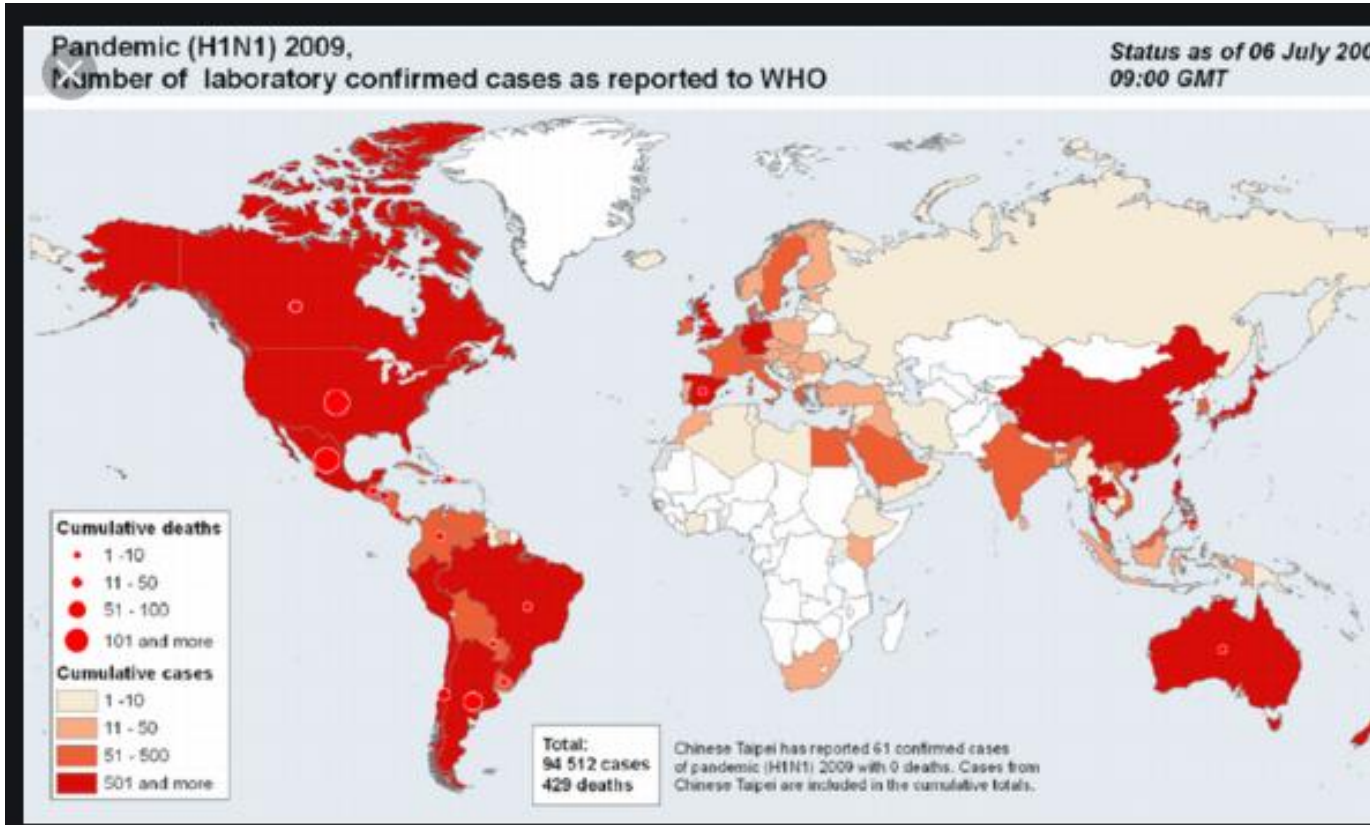 Pandemic (H1N1) 2009,
Number of laboratory confirmed cases as reported to WHO
Status as of 06 July 200
09:00 GMT
Cumulative deaths
1 -10
11 - 50
51 - 100
101 and more
Cumulative cases
1 -10
11 - 50
51 - 500
501 and more
Total:
94 512 cases
429 deaths
Chinese Taipei has reported 61 confirmed cases
of pandemic (H1N1) 2009 with 0 deaths. Cases from
Chinese Taipei are included in the cumulative totals.